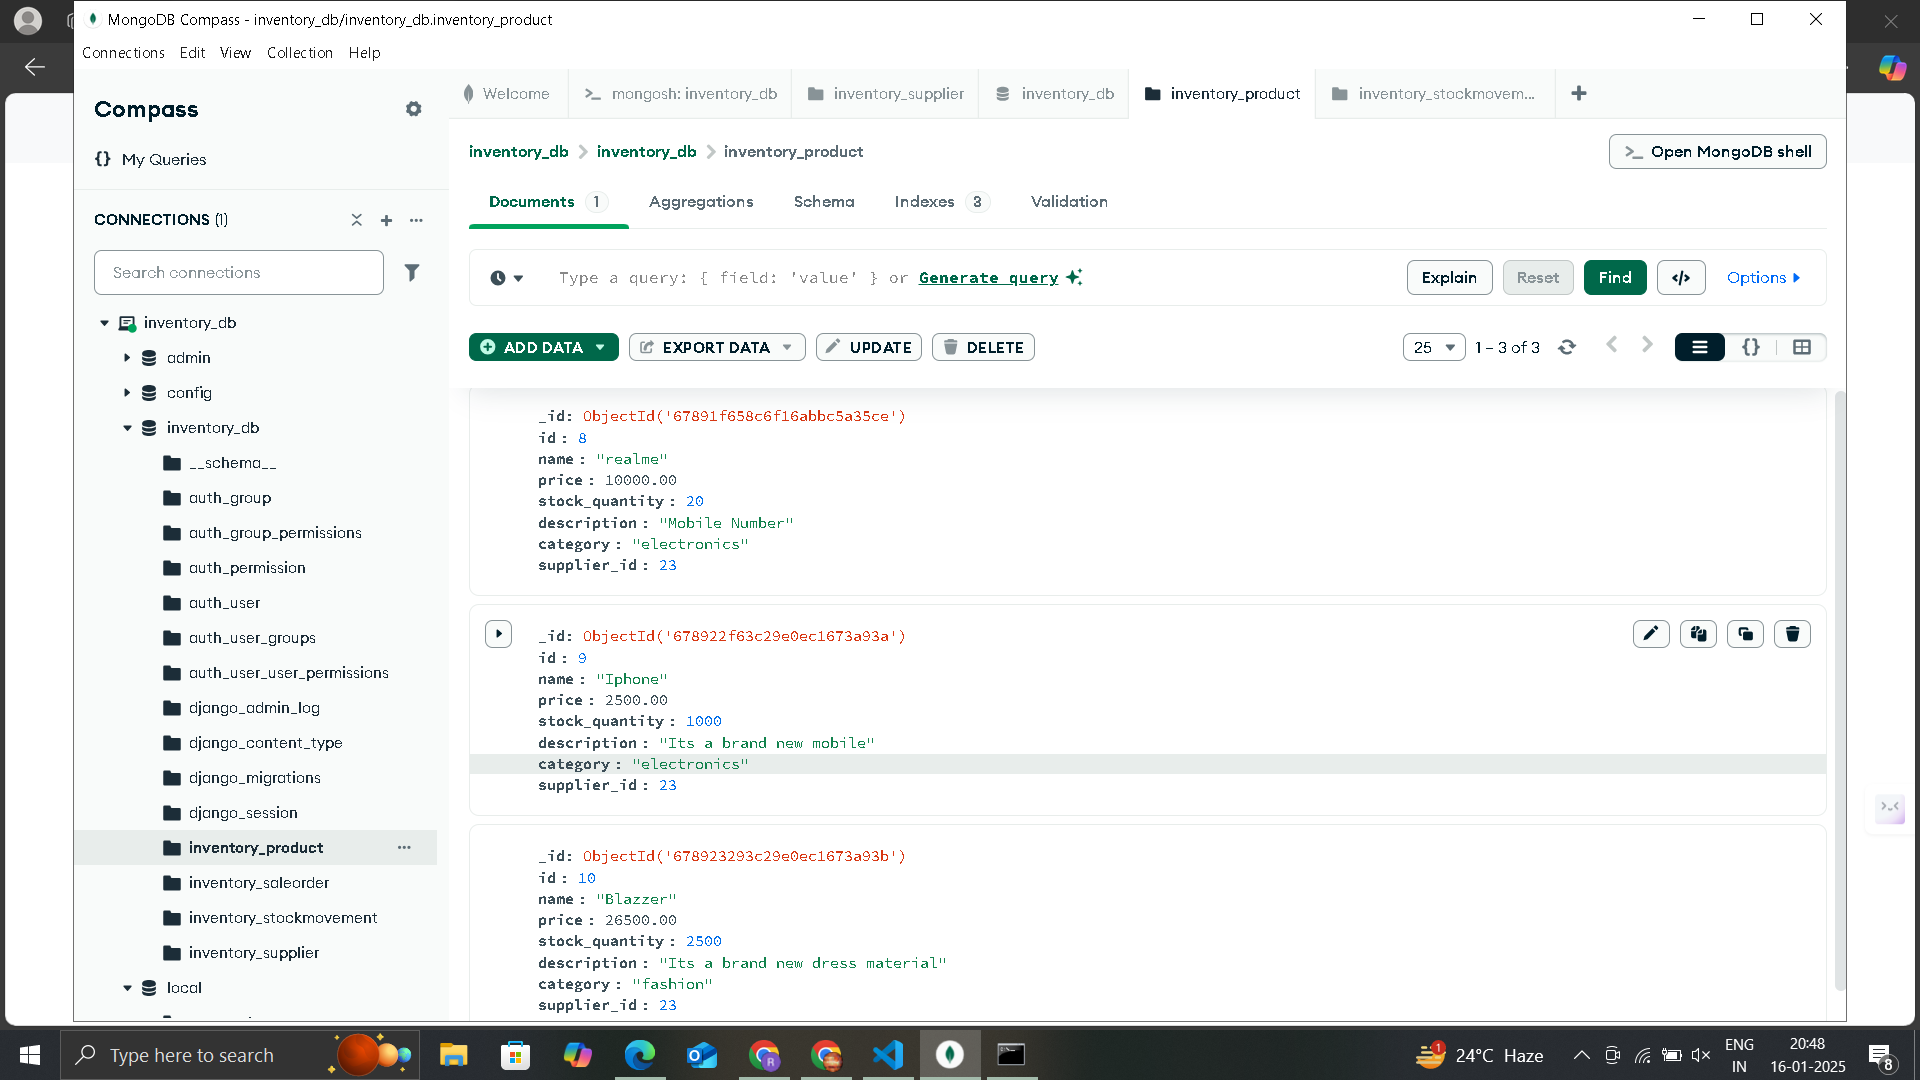 MongoDB Compass - inventory_db/inventory_db.inventory_product
Connections Edit View Collection Help
Compass
{} My Queries
CONNECTIONS (1)
Search connections
inventory_db
admin
config
inventory_db
__schema__
auth_group
auth_group_permissions
auth_permission
auth_user
auth_user_groups
auth_user_user_permissions
django_admin_log
django_content_type
django_migrations
django_session
inventory_product
inventory_saleorder
inventory_stockmovement
inventory_supplier
local
Welcome
mongosh: inventory_db
inventory_supplier
inventory_db
inventory_product
inventory_stockmovem...
inventory_db > inventory_db > inventory_product
>_ Open MongoDB shell
Documents 1 Aggregations Schema Indexes 3 Validation
Type a query: { field: 'value' } or Generate query
Explain Reset Find </> Options
ADD DATA EXPORT DATA UPDATE DELETE
25 1 – 3 of 3 {}
_id: ObjectId('67891f658c6f16abbc5a35ce')
id : 8
name : "realme"
price : 10000.00
stock_quantity : 20
description : "Mobile Number"
category : "electronics"
supplier_id : 23
_id: ObjectId('678922f63c29e0ec1673a93a')
id : 9
name : "Iphone"
price : 2500.00
stock_quantity : 1000
description : "Its a brand new mobile"
category : "electronics"
supplier_id : 23
_id: ObjectId('678923293c29e0ec1673a93b')
id : 10
name : "Blazzer"
price : 26500.00
stock_quantity : 2500
description : "Its a brand new dress material"
category : "fashion"
supplier_id : 23
Type here to search
R
1
24°C Haze
ENG
IN
20:48
16-01-2025
8